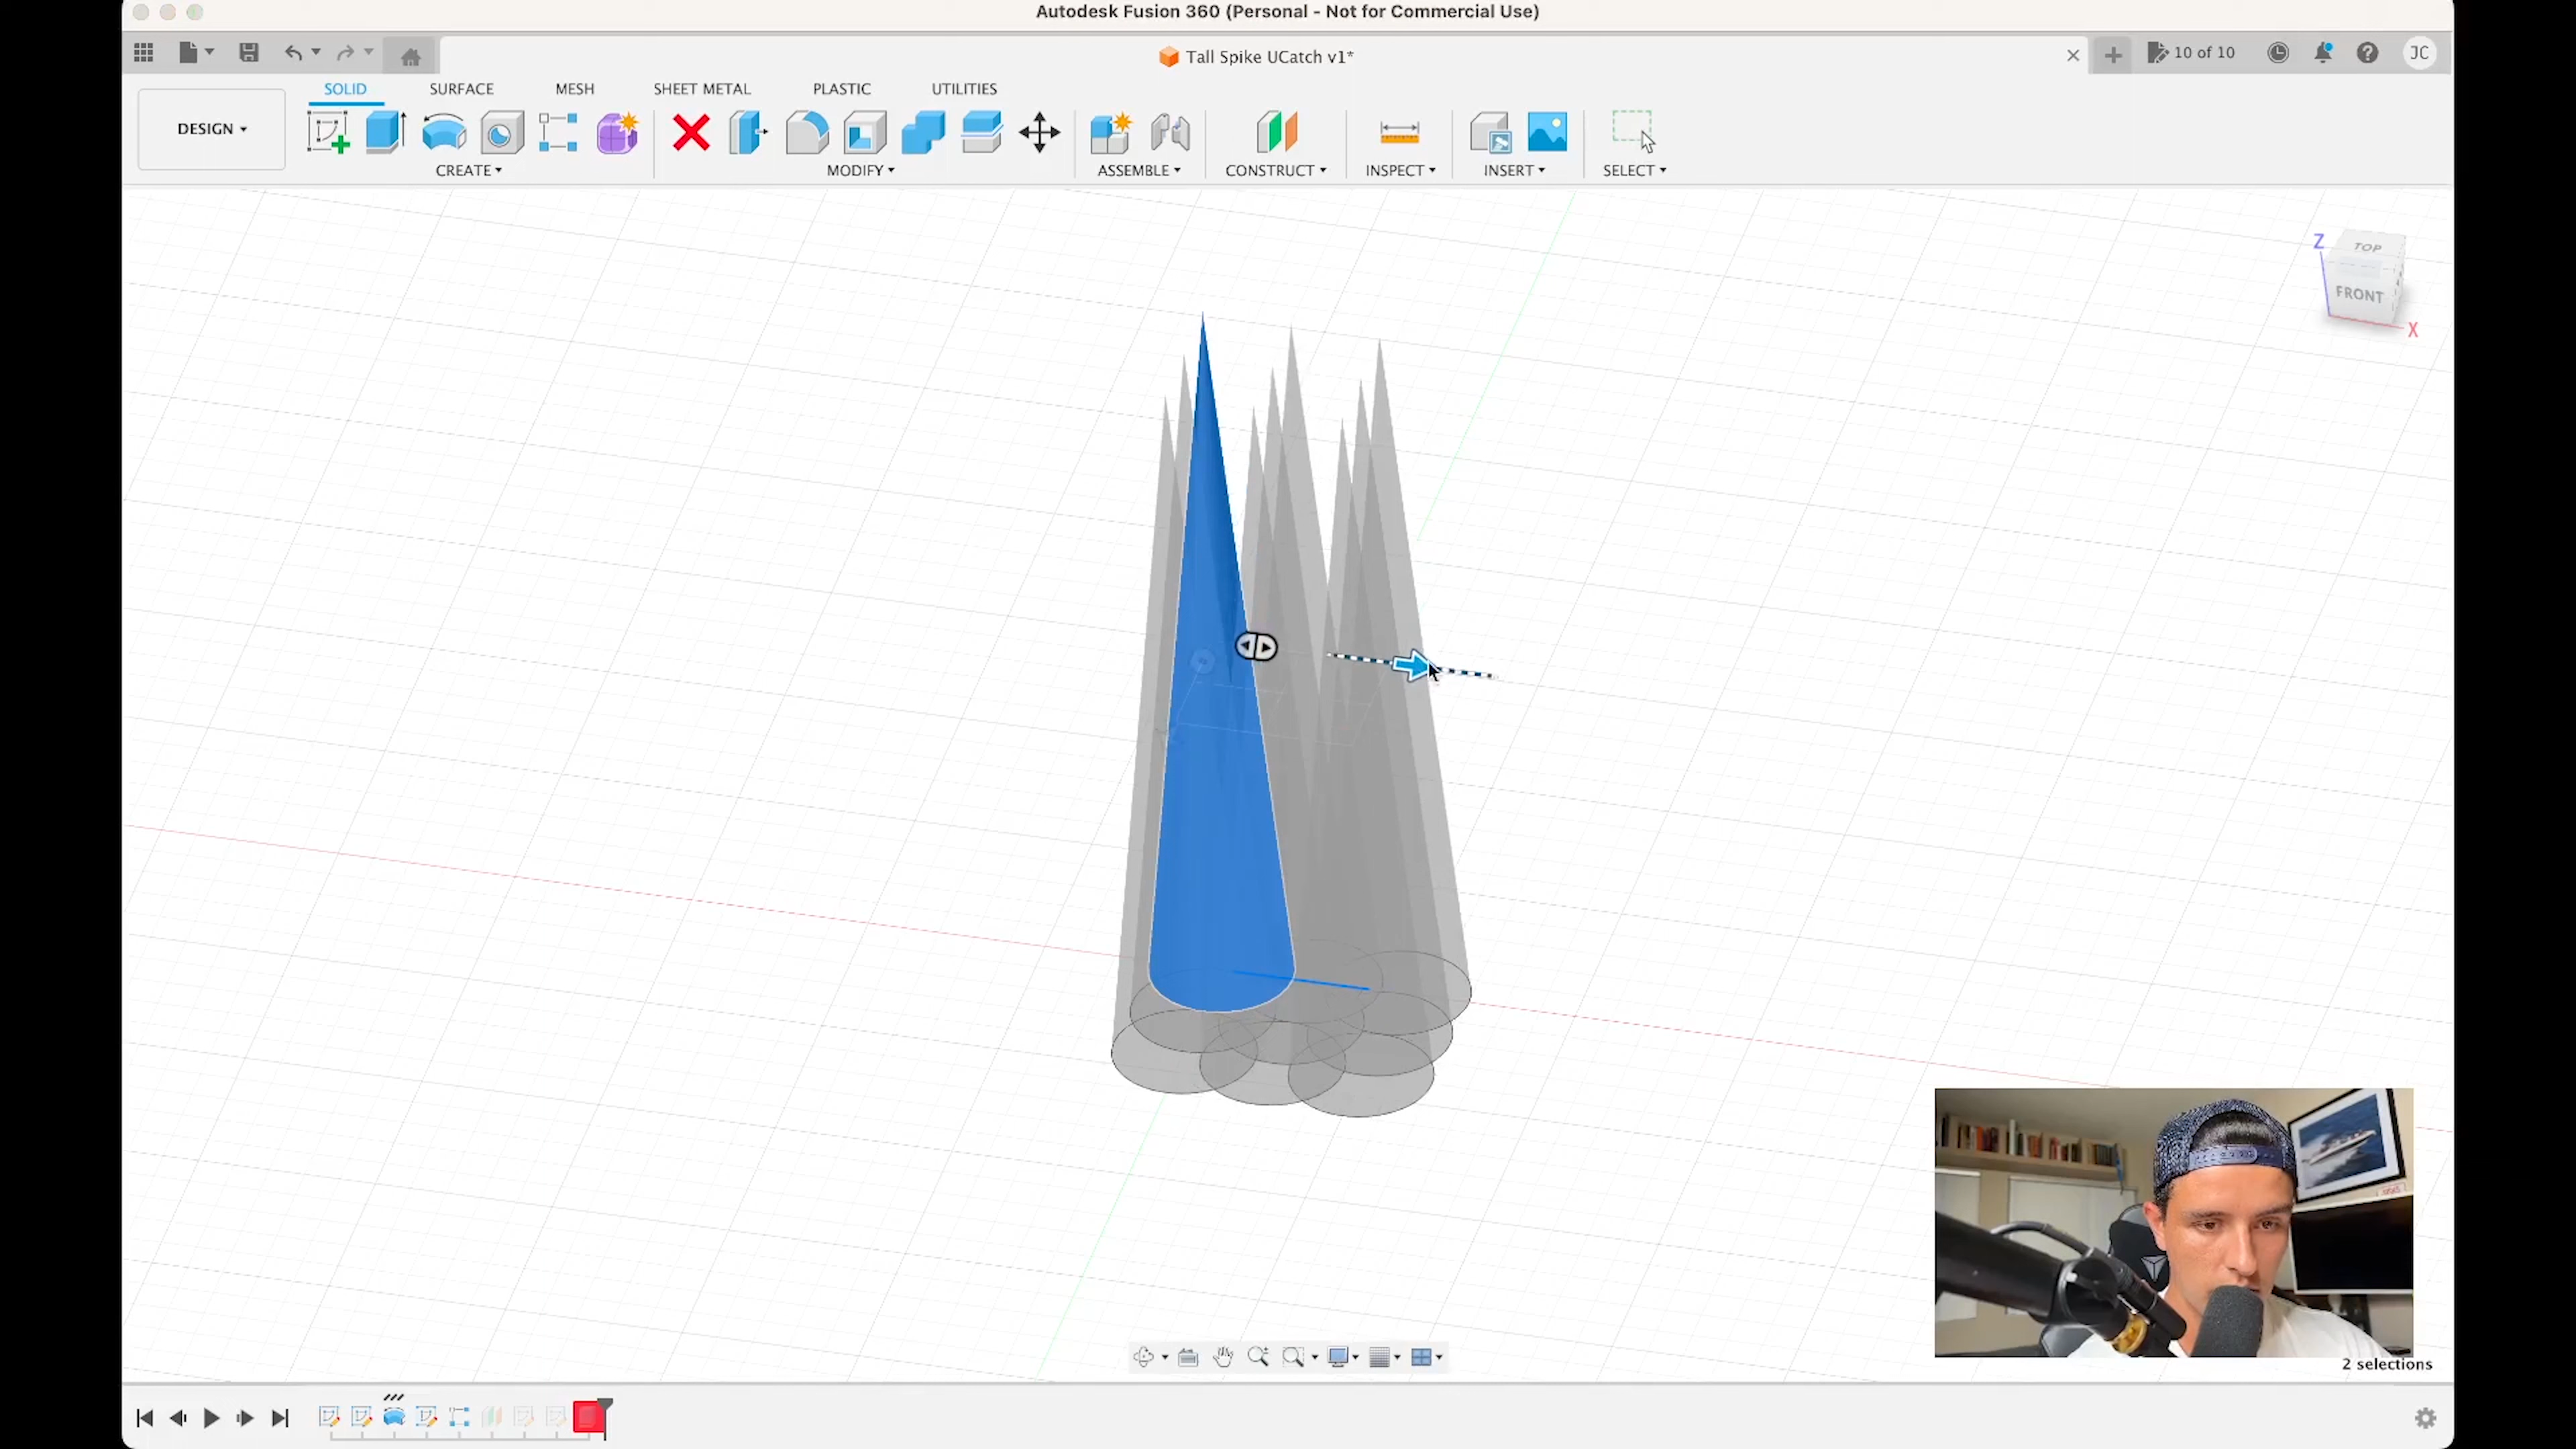 Autodesk Fusion 360 (Personal - Not for Commercial Use)
Tall Spike UCatch v1*
10 of 10
JC
SOLID
SURFACE
MESH
SHEET METAL
PLASTIC
UTILITIES
DESIGN
CREATE
MODIFY
ASSEMBLE
CONSTRUCT
INSPECT
INSERT
SELECT
Z
TOP
FRONT
X
2 selections